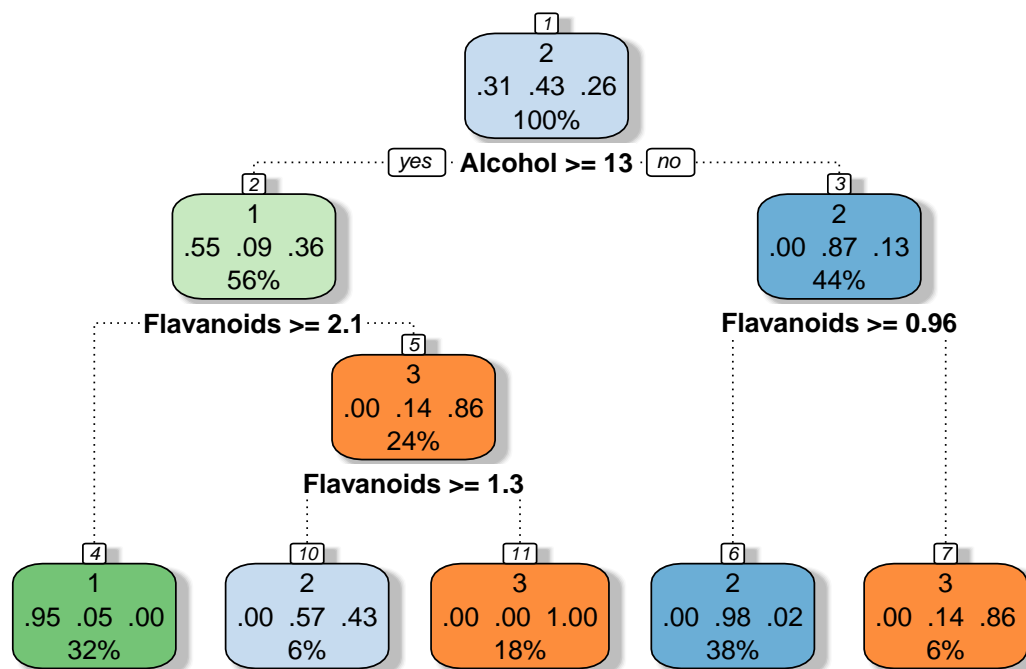 1
2
.31 .43 .26
100%
yes Alcohol >= 13 no
2
1
.55 .09 .36
56%
3
2
.00 .87 .13
44%
Flavanoids >= 2.1
Flavanoids >= 0.96
5
3
.00 .14 .86
24%
Flavanoids >= 1.3
4
1
.95 .05 .00
32%
10
2
.00 .57 .43
6%
11
3
.00 .00 1.00
18%
6
2
.00 .98 .02
38%
7
3
.00 .14 .86
6%